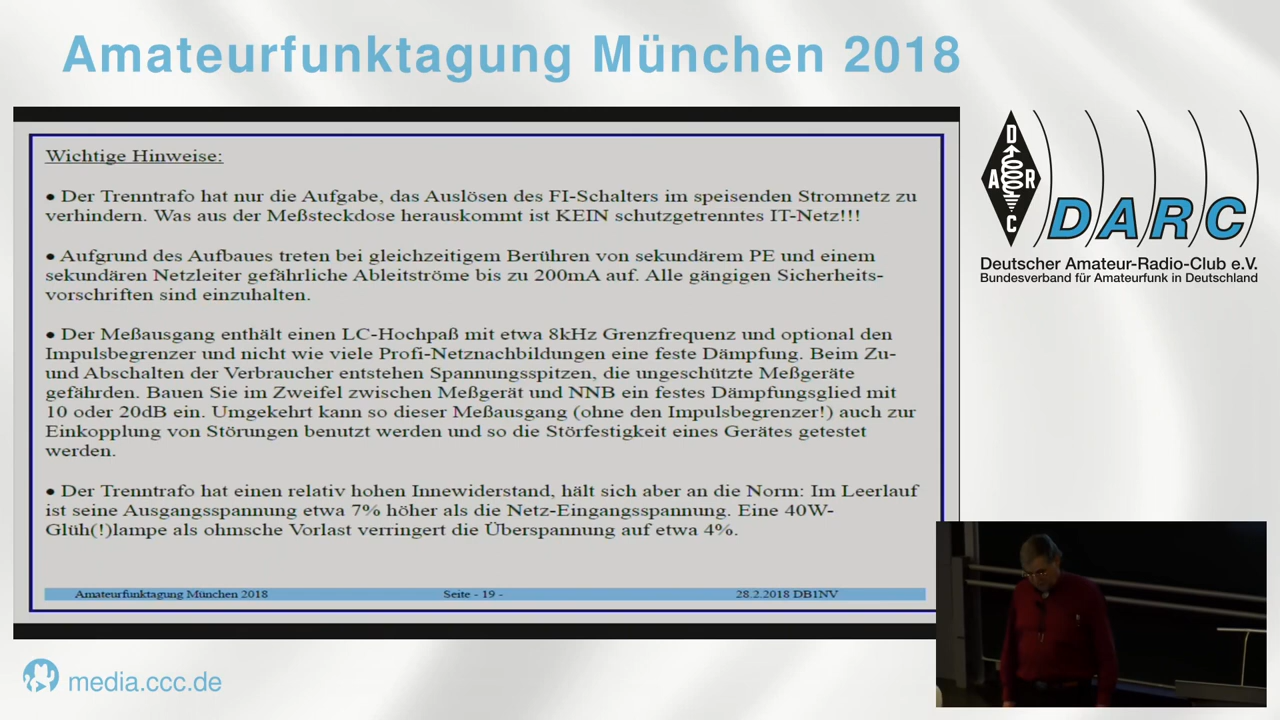 Amateurfunktagung München 2018
Wichtige Hinweise:
● Der Trenntrafo hat nur die Aufgabe, das Auslösen des FI-Schalters im speisenden Stromnetz zu
verhindern. Was aus der Meßsteckdose herauskommt ist KEIN schutzgetrenntes IT-Netz!!!
● Aufgrund des Aufbaues treten bei gleichzeitigem Berühren von sekundärem PE und einem
sekundären Netzleiter gefährliche Ableitströme bis zu 200mA auf. Alle gängigen Sicherheits-
vorschriften sind einzuhalten.
● Der Meßausgang enthält einen LC-Hochpaß mit etwa 8kHz Grenzfrequenz und optional den
Impulsbegrenzer und nicht wie viele Profi-Netznachbildungen eine feste Dämpfung. Beim Zu-
und Abschalten der Verbraucher entstehen Spannungsspitzen, die ungeschützte Meßgeräte
gefährden. Bauen Sie im Zweifel zwischen Meßgerät und NNB ein festes Dämpfungsglied mit
10 oder 20dB ein. Umgekehrt kann so dieser Meßausgang (ohne den Impulsbegrenzer!) auch zur
Einkopplung von Störungen benutzt werden und so die Störfestigkeit eines Gerätes getestet
werden.
● Der Trenntrafo hat einen relativ hohen Innewiderstand, hält sich aber an die Norm: Im Leerlauf
ist seine Ausgangsspannung etwa 7% höher als die Netz-Eingangsspannung. Eine 40W-
Glüh(!)lampe als ohmsche Vorlast verringert die Überspannung auf etwa 4%.
Amateurfunktagung München 2018 Seite - 19 - 28.2.2018 DB1NV
D
A R
C
DARC
Deutscher Amateur-Radio-Club e.V.
Bundesverband für Amateurfunk in Deutschland
media.ccc.de